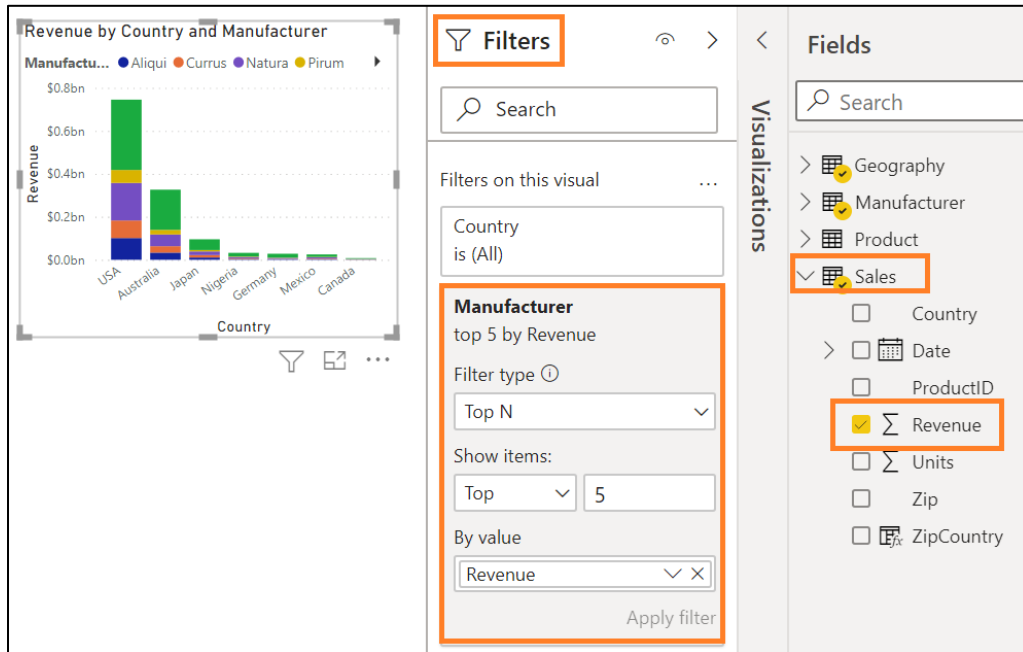 Revenue by Country and Manufacturer
Manufactu... Aliqui Currus Natura Pirum
$0.8bn
$0.6bn
$0.4bn
$0.2bn
$0.0bn
Revenue
USA
Australia
Japan
Nigeria
Germany
Mexico
Canada
Country
Filters
Search
Filters on this visual ...
Country
is (All)
Manufacturer
top 5 by Revenue
Filter type
Top N
Show items:
Top 5
By value
Revenue
Apply filter
Visualizations
Fields
Search
Geography
Manufacturer
Product
Sales
Country
Date
ProductID
Revenue
Units
Zip
ZipCountry